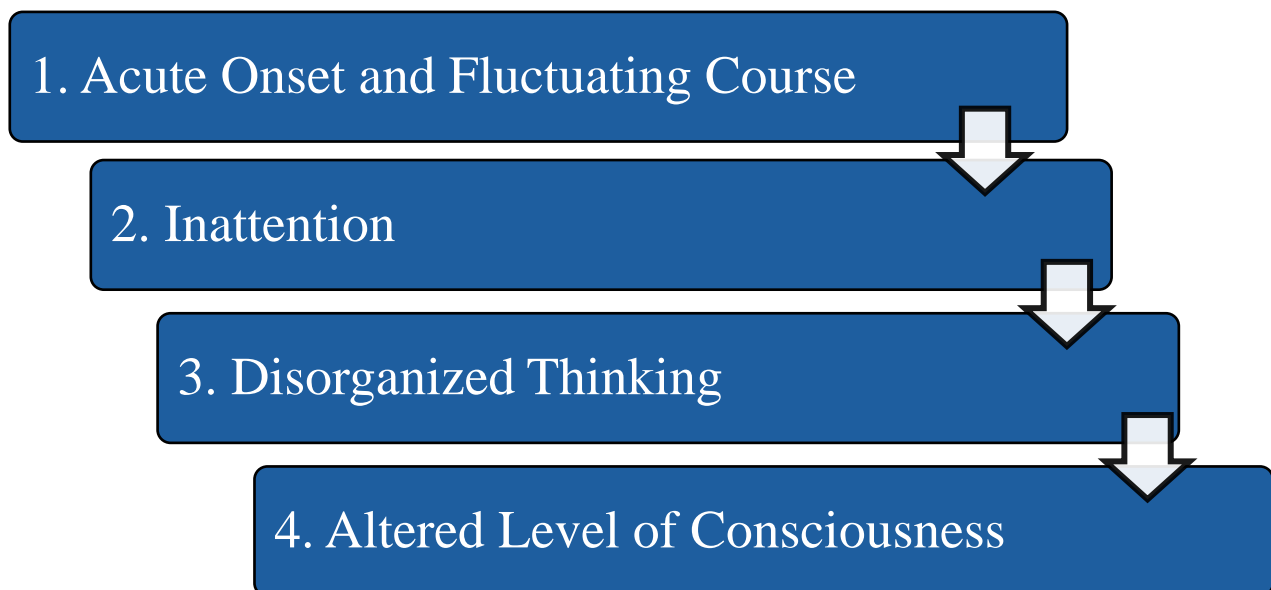 1. Acute Onset and Fluctuating Course
2. Inattention
3. Disorganized Thinking
4. Altered Level of Consciousness